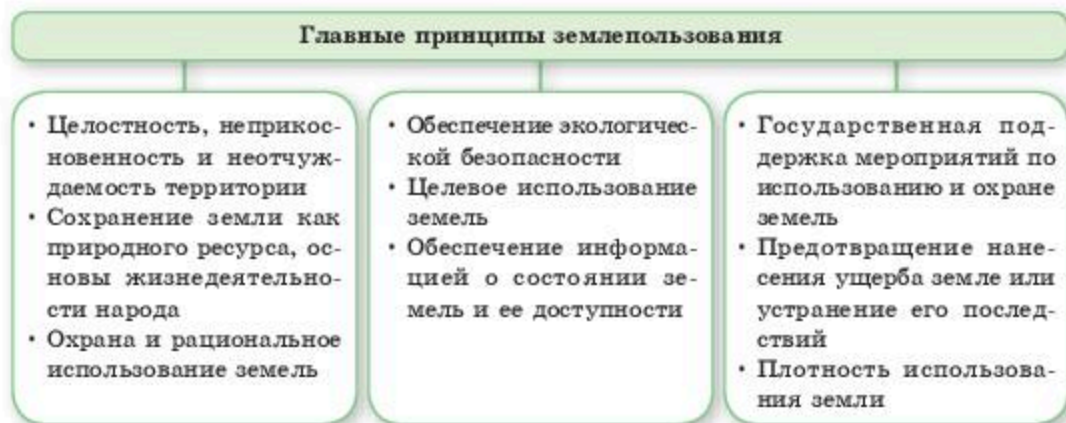 Главные принципы землепользования
• Целостность, неприкос-
новенность и неотчуж-
даемость территории
• Сохранение земли как
природного ресурса, ос-
новы жизнедеятельно-
сти народа
• Охрана и рациональное
использование земель
• Обеспечение экологичес-
кой безопасности
• Целевое использование
земель
• Обеспечение информа-
цией о состоянии зе-
мель и ее доступности
• Государственная под-
держка мероприятий по
использованию и охране
земель
• Предотвращение нане-
сения ущерба земле или
устранение его послед-
ствий
• Плотность использова-
ния земли